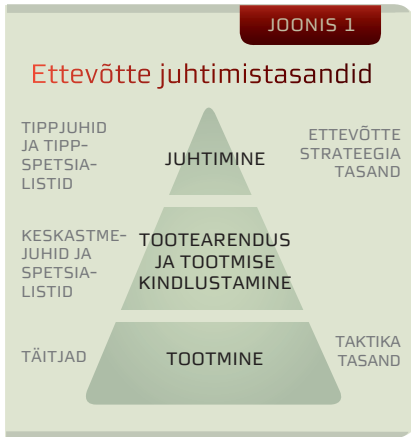 JOONIS 1
Ettevõtte juhtimistasandid
TIPPJUHID
JA TIPP-
SPETSIA-
LISTID
JUHTIMINE
ETTEVÕTTE
STRATEEGIA
TASAND
KESKASTME-
JUHID JA
SPETSIA-
LISTID
TOOTEARENDUS
JA TOOTMISE
KINDLUSTAMINE
TÄITJAD
TOOTMINE
TAKTIKA
TASAND